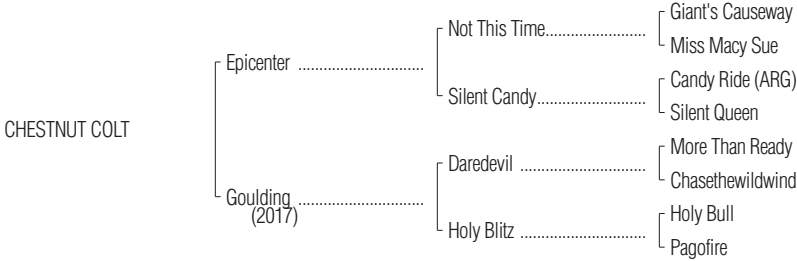 Giant's Causeway
Not This Time
Miss Macy Sue
Epicenter
Candy Ride (ARG)
Silent Candy
Silent Queen
CHESTNUT COLT
More Than Ready
Daredevil
Chasethewildwind
Goulding
(2017)
Holy Bull
Holy Blitz
Pagofire